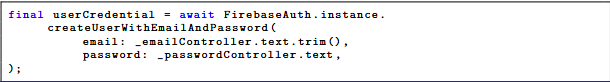 final userCredential = await FirebaseAuth.instance.
createUserWithEmailAndPassword(
email: _emailController.text.trim(),
password: _passwordController.text,
);